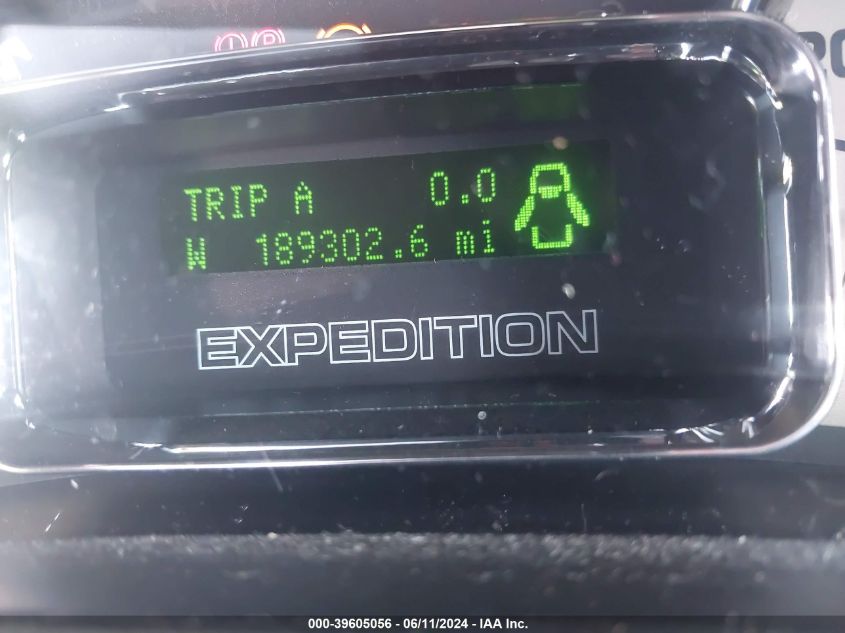 TRIP A 0.0
W 189302.6 mi
EXPEDITION
000-39605056 - 06/11/2024 - IAA Inc.